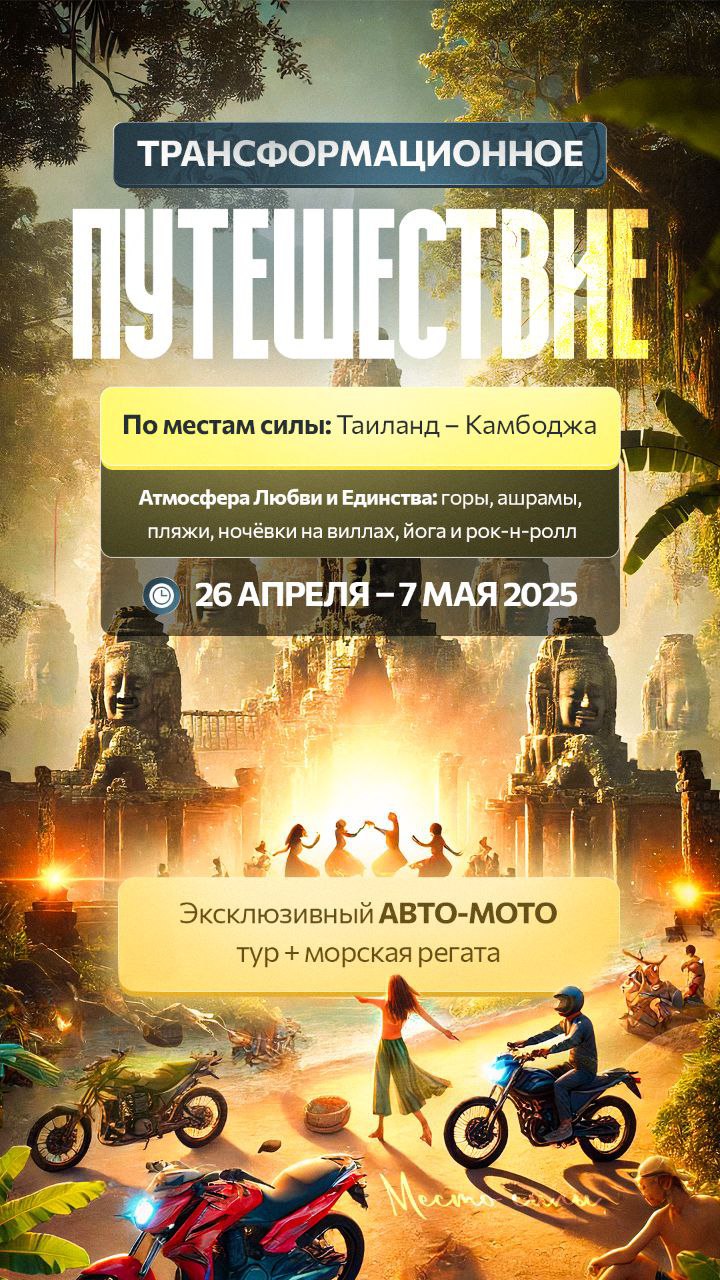 ТРАНСФОРМАЦИОННОЕ
ПУТЕШЕСТВИЕ
По местам силы: Таиланд – Камбоджа
Атмосфера Любви и Единства: горы, ашрамы,
пляжи, ночёвки на виллах, йога и рок-н-ролл
26 АПРЕЛЯ – 7 МАЯ 2025
Эксклюзивный АВТО-МОТО
тур + морская регата
Место силы